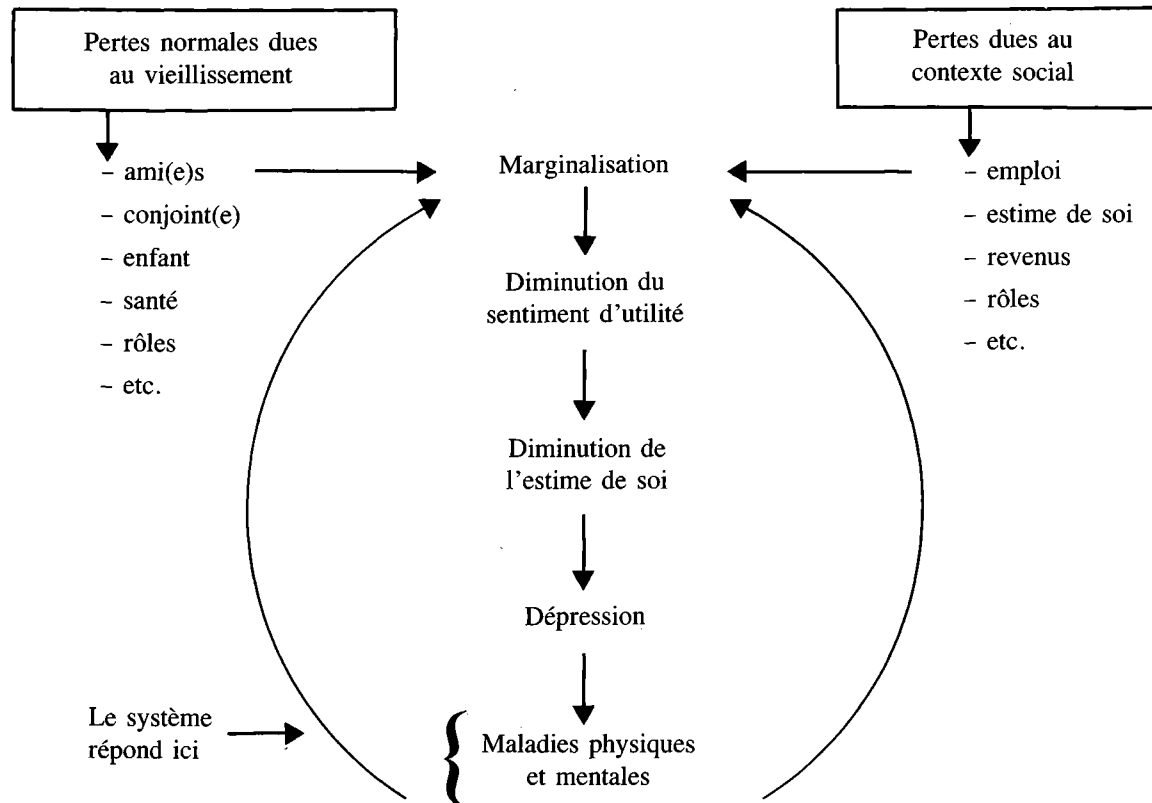 Pertes normales dues
au vieillissement
Pertes dues au
contexte social
– ami(e)s
– conjoint(e)
– enfant
– santé
– rôles
– etc.
Marginalisation
– emploi
– estime de soi
– revenus
– rôles
– etc.
Diminution du
sentiment d'utilité
Diminution de
l'estime de soi
Dépression
Le système
répond ici
Maladies physiques
et mentales